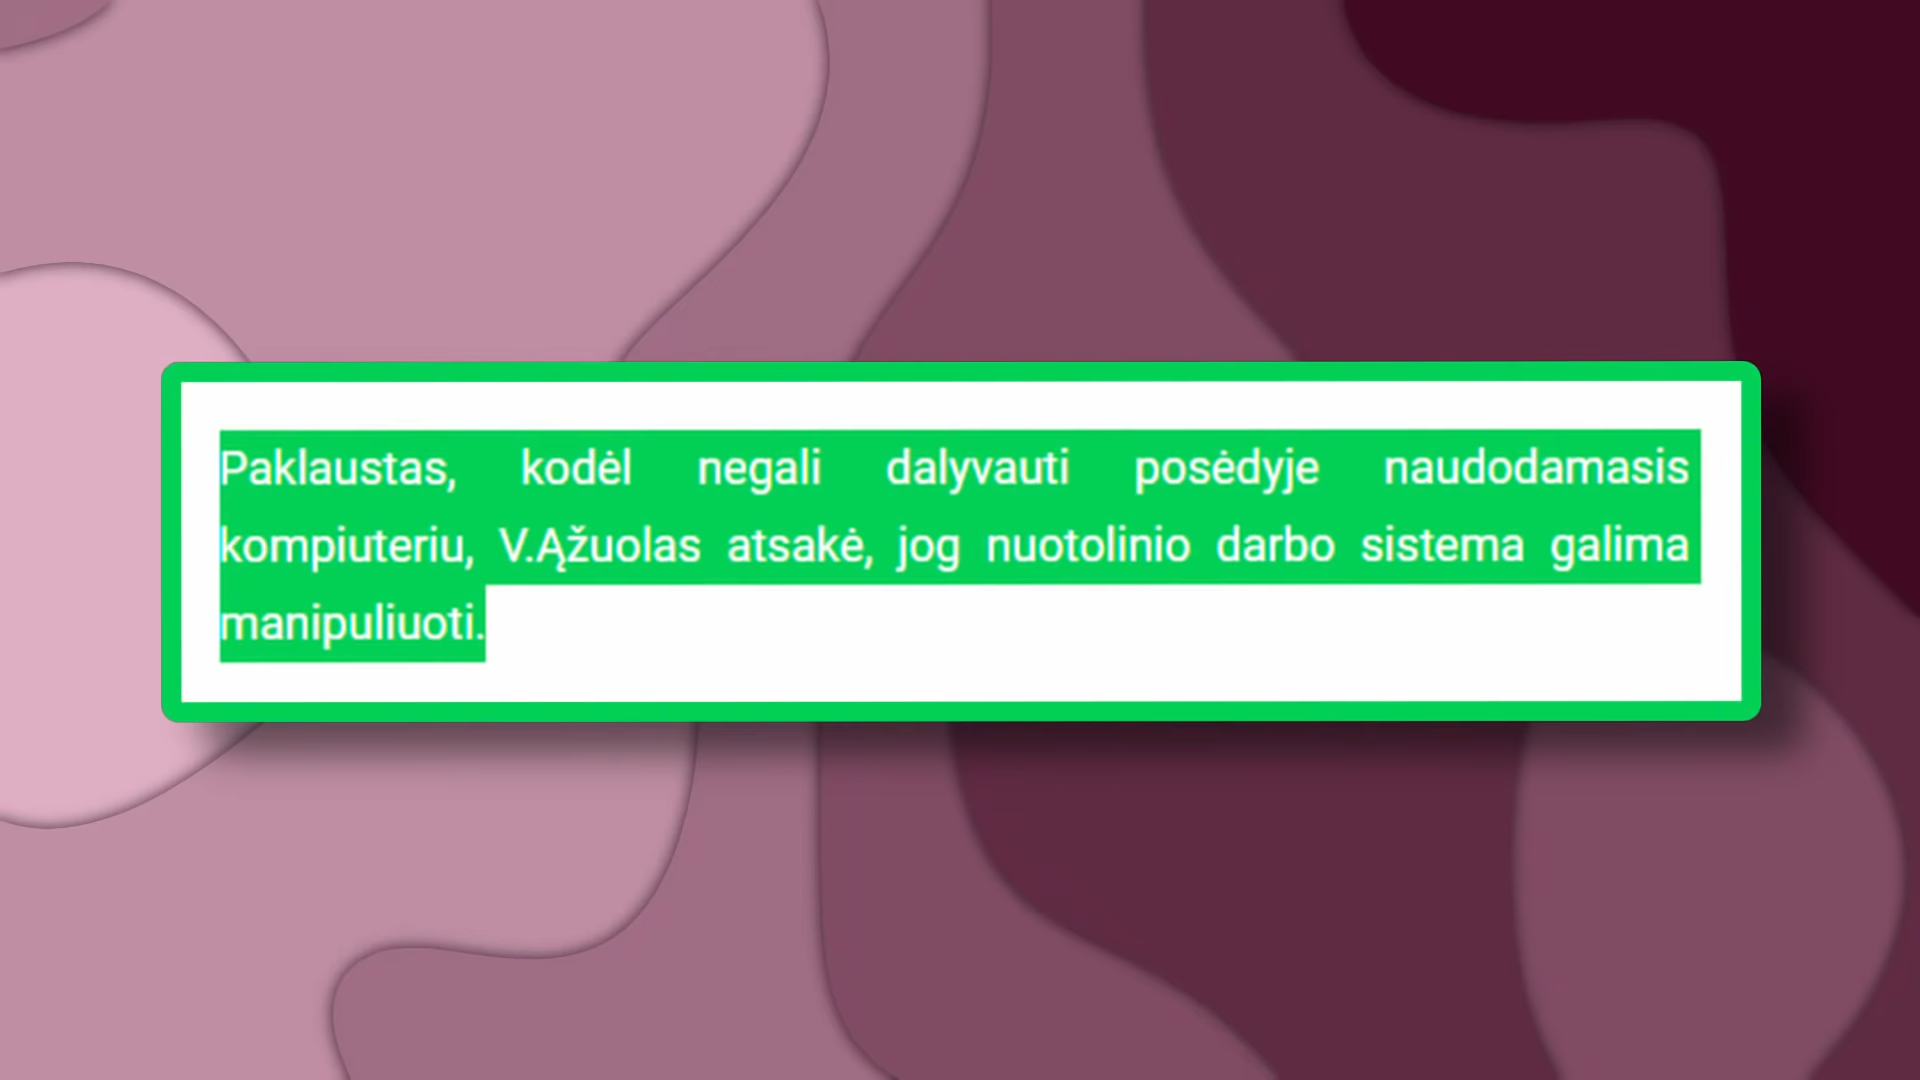 Paklaustas, kodėl negali dalyvauti posėdyje naudodamasis
kompiuteriu, V.Ąžuolas atsakė, jog nuotolinio darbo sistema galima
manipuliuoti.